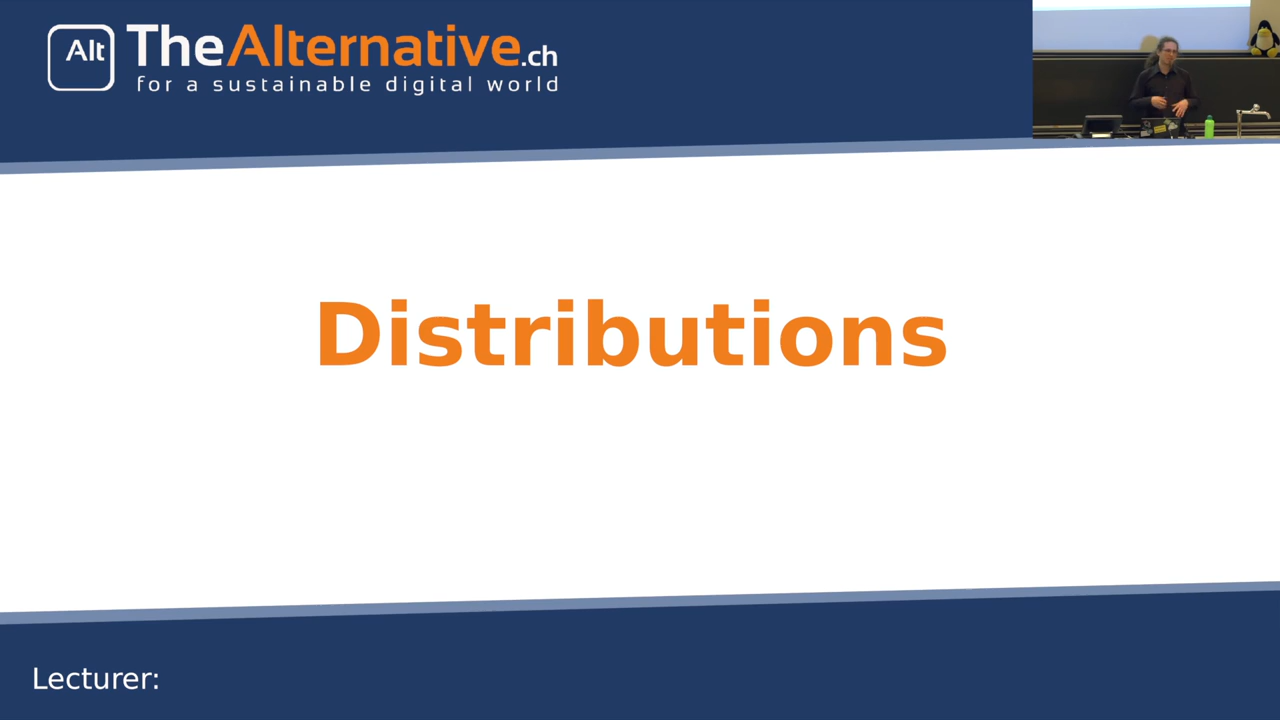 Alt TheAlternative.ch
for a sustainable digital world
Distributions
Lecturer: